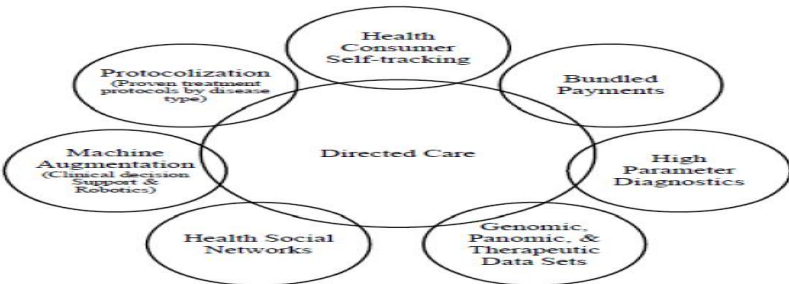 Health
Consumer
Self-tracking
Protocolization
(Proven treatment
protocols by disease
type)
Bundled
Payments
Machine
Augmentation
(Clinical decision
Support &
Robotics)
Directed Care
High
Parameter
Diagnostics
Health Social
Networks
Genomic,
Panomic, &
Therapeutic
Data Sets